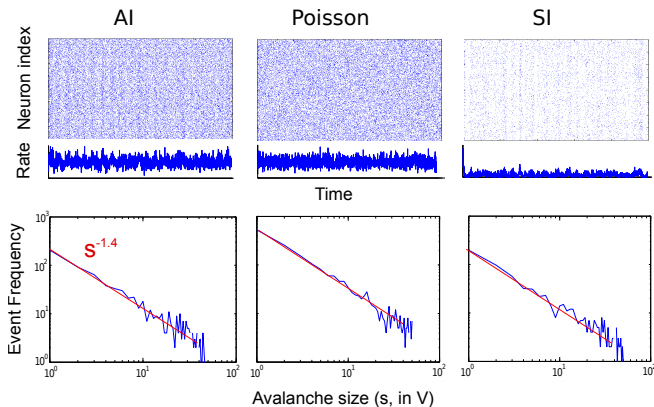 AI Poisson SI
Neuron index
Rate
Time
Event Frequency
10^3
10^2
10^1
10^0
s^-1.4
10^0 10^1 10^2 10^0 10^1 10^2 10^0 10^1 10^2
Avalanche size (s, in V)